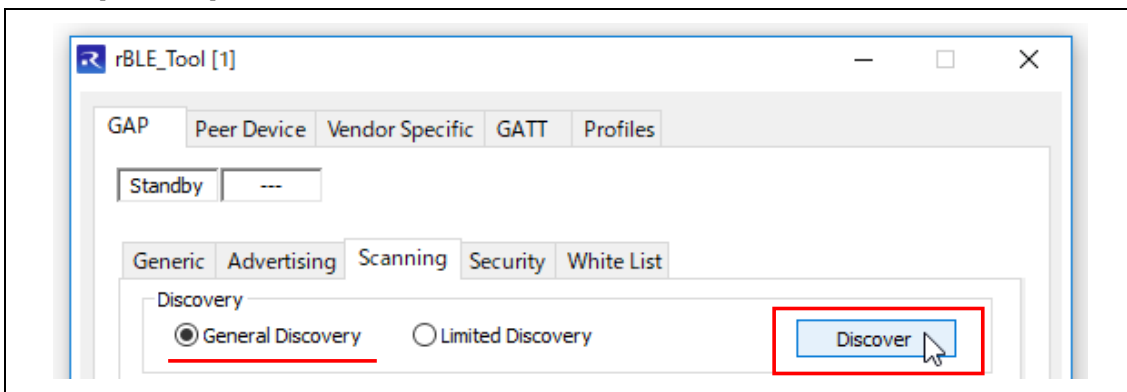 rBLE_Tool [1]
GAP Peer Device Vendor Specific GATT Profiles
Standby ---
Generic Advertising Scanning Security White List
Discovery
General Discovery Limited Discovery Discover